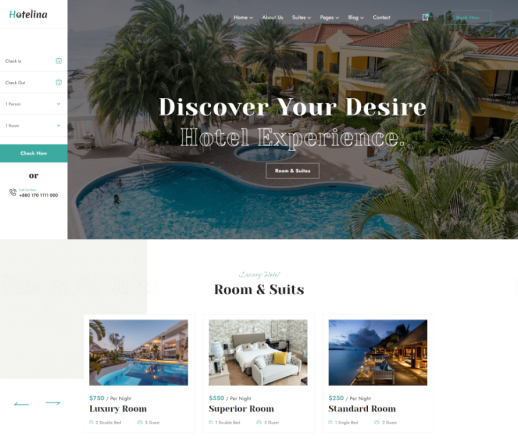 Hotelina
Home
About Us
Suites
Pages
Blog
Contact
Book Now
Check in
Check Out
1 Person
1 Room
Check Now
or
+880 170 1111 000
Discover Your Desire
Hotel Experience.
Room & Suites
Luxury Hotel
Room & Suits
$750 / Per Night
Luxury Room
2 Double Bed
3 Guest
$550 / Per Night
Superior Room
1 Double Bed
3 Guest
$250 / Per Night
Standard Room
1 Single Bed
2 Guest